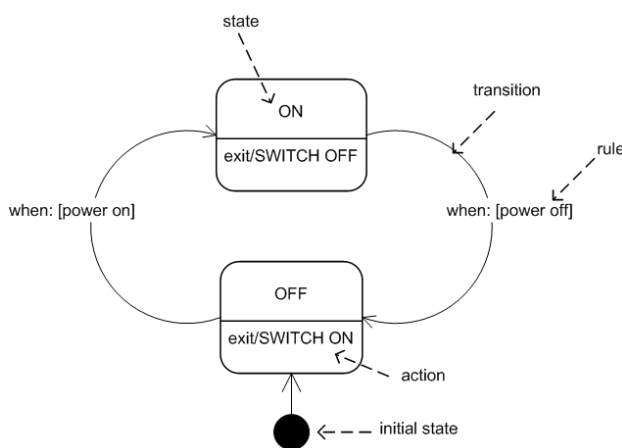 state
transition
ON
rule
exit/SWITCH OFF
when: [power on]
when: [power off]
OFF
exit/SWITCH ON
action
initial state